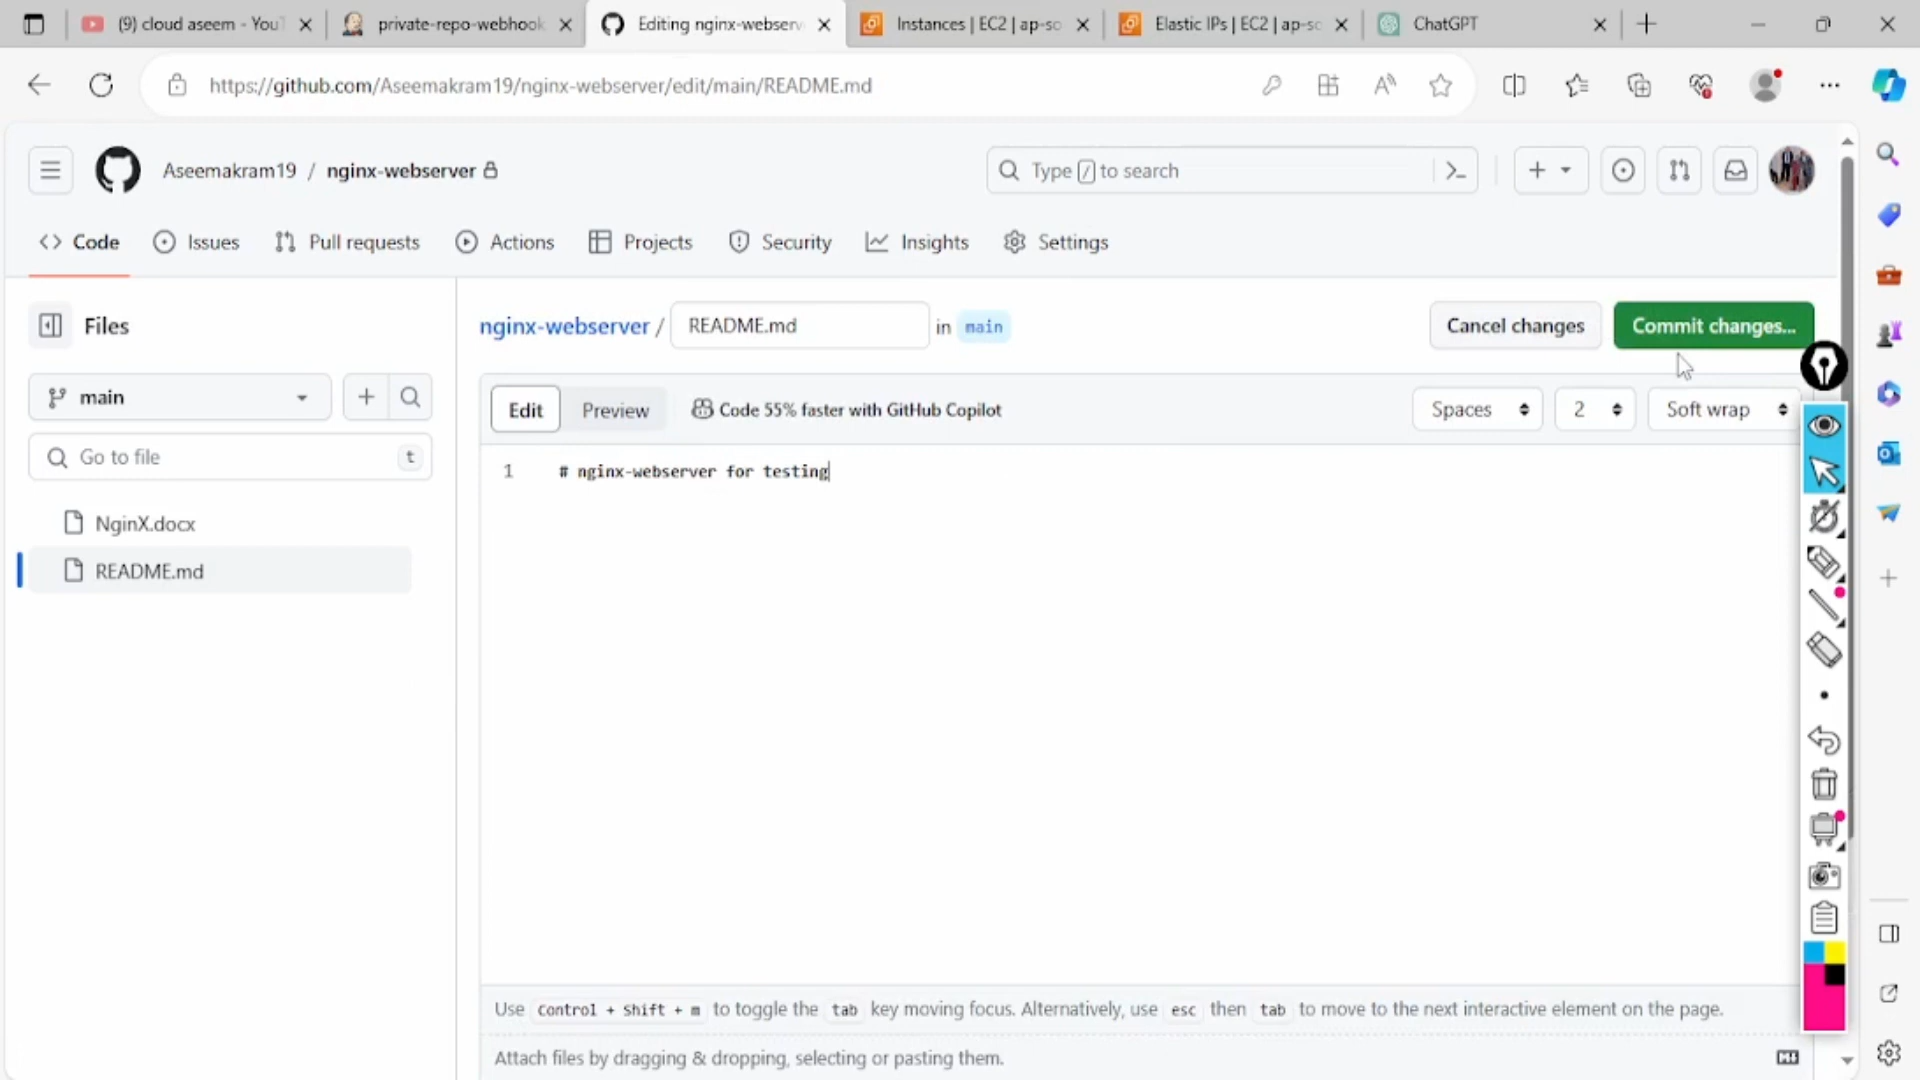 (9) cloud aseem - YouT
private-repo-webhook
Editing nginx-webserv
Instances | EC2 | ap-so
Elastic IPs | EC2 | ap-so
ChatGPT
https://github.com/Aseemakram19/nginx-webserver/edit/main/README.md
Aseemakram19 / nginx-webserver
Type / to search
Code
Issues
Pull requests
Actions
Projects
Security
Insights
Settings
Files
nginx-webserver / README.md in main
Cancel changes
Commit changes...
main
Edit
Preview
Code 55% faster with GitHub Copilot
Spaces
2
Soft wrap
Go to file
t
1 # nginx-webserver for testing
NginX.docx
README.md
Use Control + Shift + m to toggle the tab key moving focus. Alternatively, use esc then tab to move to the next interactive element on the page.
Attach files by dragging & dropping, selecting or pasting them.